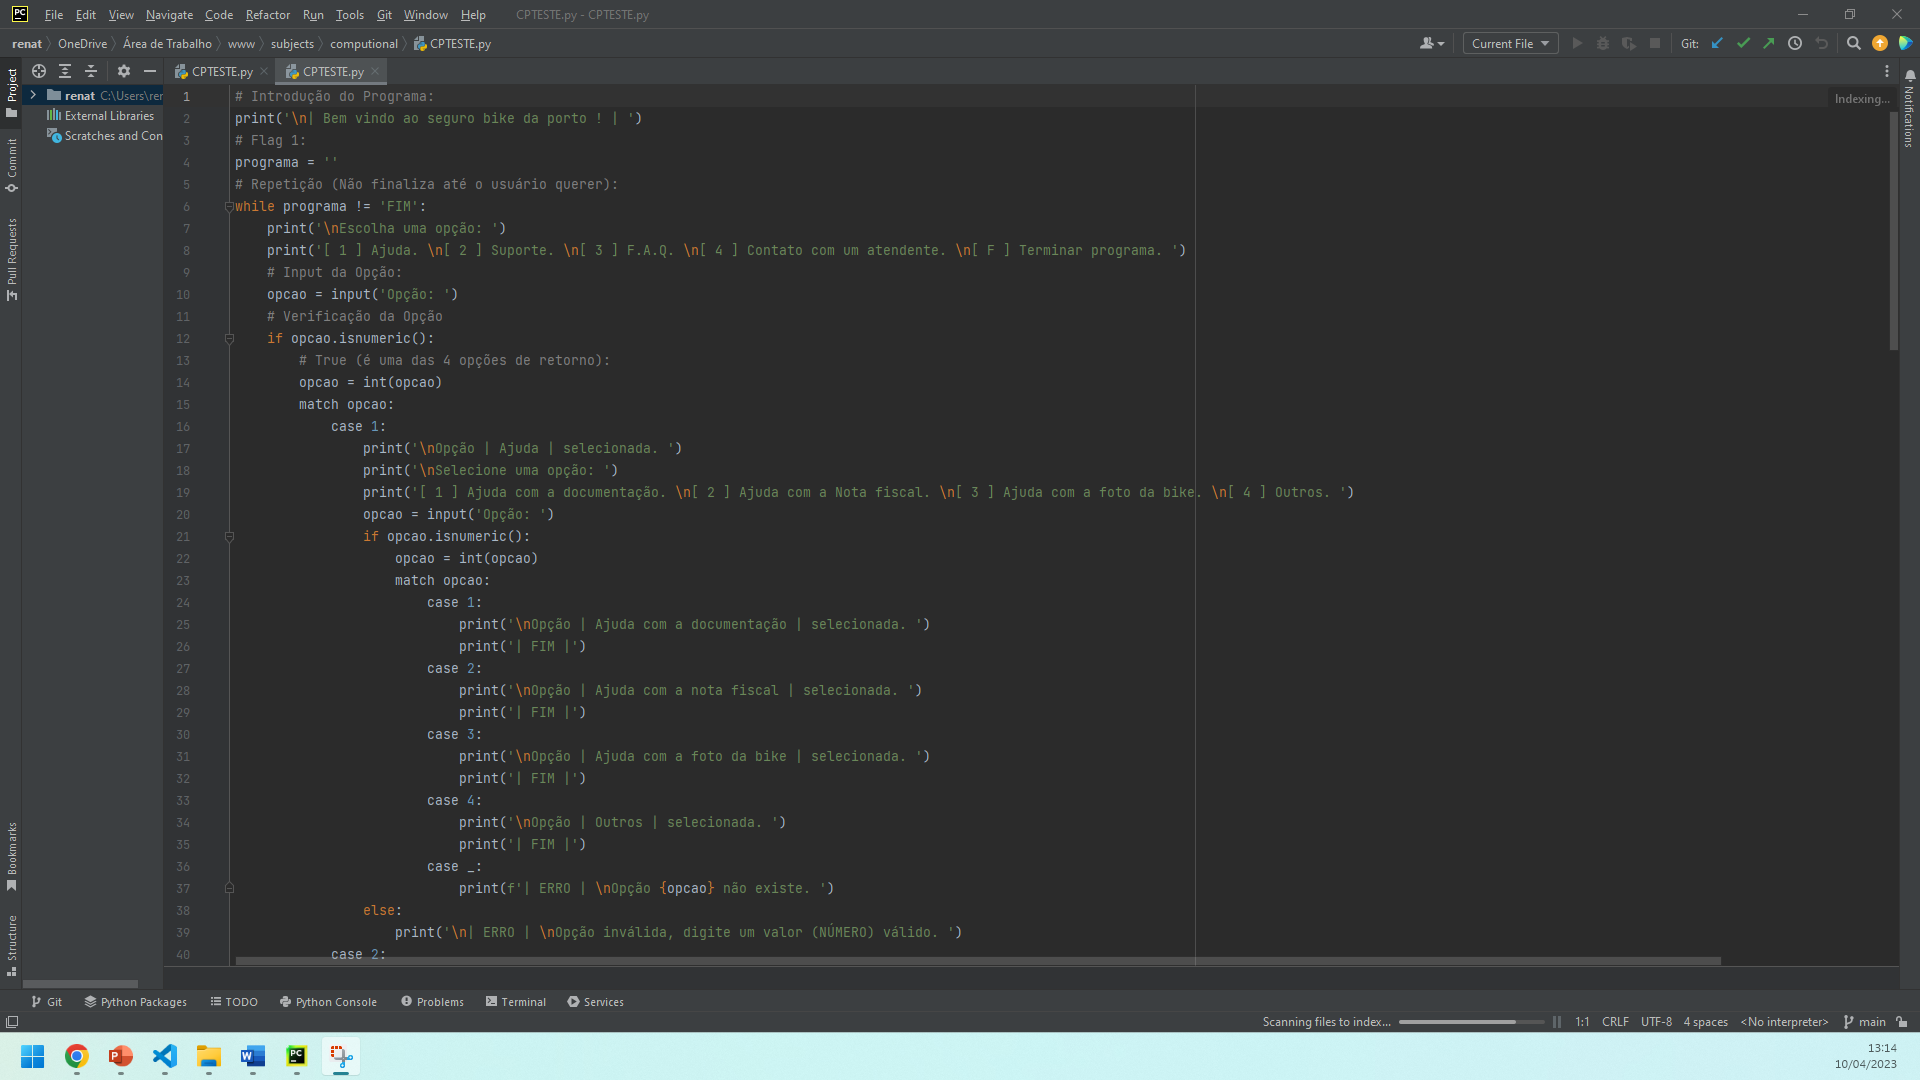 PC File Edit View Navigate Code Refactor Run Tools Git Window Help CPTESTE.py - CPTESTE.py
renat OneDrive Área de Trabalho www subjects computional CPTESTE.py Current File Git:
Project CPTESTE.py CPTESTE.py
renat C:\Users\ren
External Libraries
Scratches and Con
Commit
Pull Requests
Bookmarks
Structure
Notifications
Indexing...
1 # Introdução do Programa:
2 print('\n| Bem vindo ao seguro bike da porto ! | ')
3 # Flag 1:
4 programa = ''
5 # Repetição (Não finaliza até o usuário querer):
6 while programa != 'FIM':
7 print('\nEscolha uma opção: ')
8 print('[ 1 ] Ajuda. \n[ 2 ] Suporte. \n[ 3 ] F.A.Q. \n[ 4 ] Contato com um atendente. \n[ F ] Terminar programa. ')
9 # Input da Opção:
10 opcao = input('Opção: ')
11 # Verificação da Opção
12 if opcao.isnumeric():
13 # True (é uma das 4 opções de retorno):
14 opcao = int(opcao)
15 match opcao:
16 case 1:
17 print('\nOpção | Ajuda | selecionada. ')
18 print('\nSelecione uma opção: ')
19 print('[ 1 ] Ajuda com a documentação. \n[ 2 ] Ajuda com a Nota fiscal. \n[ 3 ] Ajuda com a foto da bike. \n[ 4 ] Outros. ')
20 opcao = input('Opção: ')
21 if opcao.isnumeric():
22 opcao = int(opcao)
23 match opcao:
24 case 1:
25 print('\nOpção | Ajuda com a documentação | selecionada. ')
26 print('| FIM |')
27 case 2:
28 print('\nOpção | Ajuda com a nota fiscal | selecionada. ')
29 print('| FIM |')
30 case 3:
31 print('\nOpção | Ajuda com a foto da bike | selecionada. ')
32 print('| FIM |')
33 case 4:
34 print('\nOpção | Outros | selecionada. ')
35 print('| FIM |')
36 case _:
37 print(f'| ERRO | \nOpção {opcao} não existe. ')
38 else:
39 print('\n| ERRO | \nOpção inválida, digite um valor (NÚMERO) válido. ')
40 case 2:
Git Python Packages TODO Python Console Problems Terminal Services
Scanning files to index... 1:1 CRLF UTF-8 4 spaces <No interpreter> main
13:14
10/04/2023